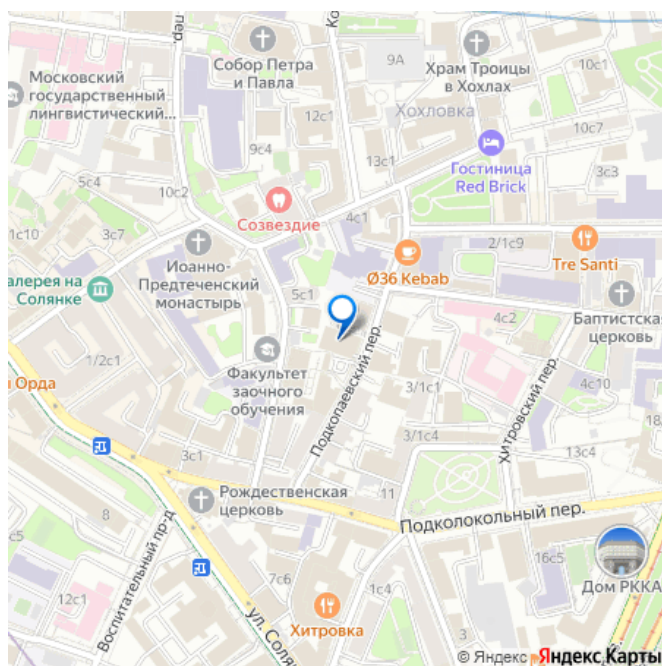 пер.
Собор Петра
и Павла
Ко
9А
Храм Троицы
в Хохлах
10с1
Московский
государственный
лингвистический...
12с1
Хохловка
10с7
9с4
13с1
Гостиница
Red Brick
3с3
5с4
10с2
Созвездие
4с1
1с10
3с7
Иоанно-
Предтеченский
монастырь
Ø36 Kebab
2/1с9
Tre Santi
алерея на
Солянке
5с1
Баптистская
церковь
4с2
1/2с1
Факультет
заочного
обучения
Подкопаевский пер.
3/1с1
Хитровский пер.
4с10
Орда
3/1с4
18/
3с1
13с4
Рождественская
церковь
11
Подколокольный пер.
8
Воспитательный пр-д
16с5
7с6
1с4
Дом РККА
12с1
ул. Соля
Хитровка
© Яндекс Яндекс Карты